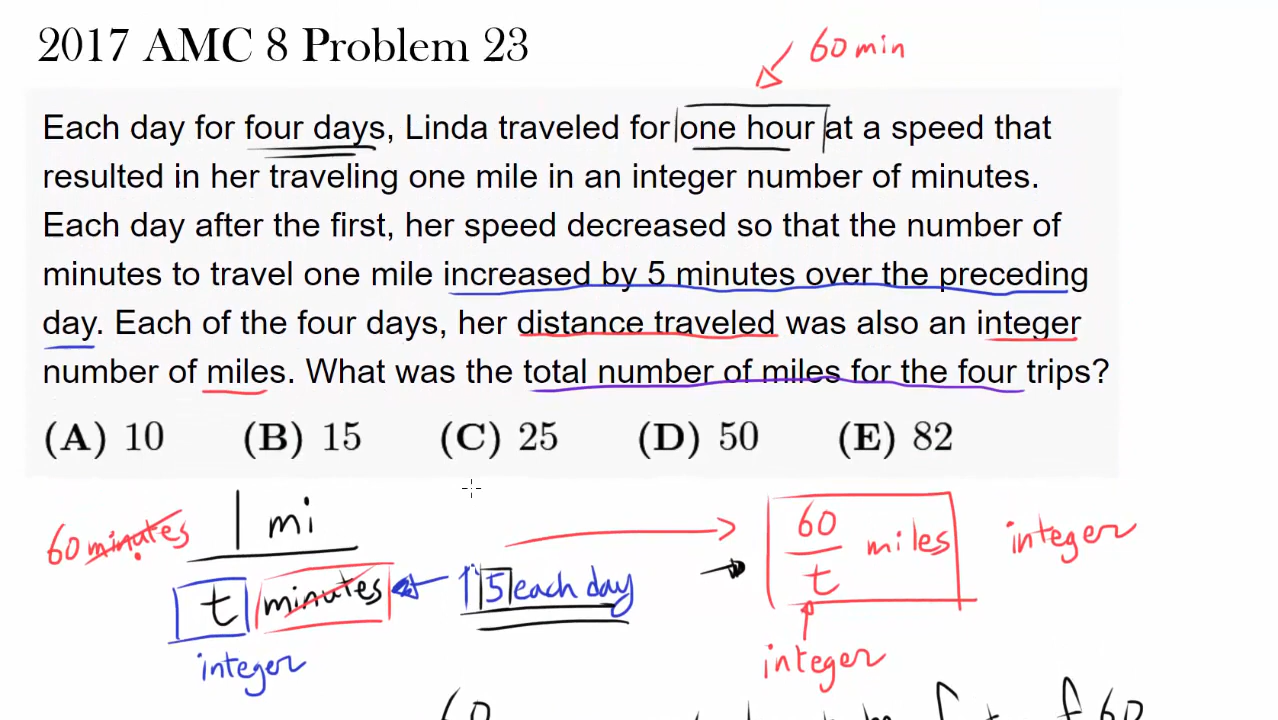 2017 AMC 8 Problem 23
60 min
Each day for four days, Linda traveled for one hour at a speed that
resulted in her traveling one mile in an integer number of minutes.
Each day after the first, her speed decreased so that the number of
minutes to travel one mile increased by 5 minutes over the preceding
day. Each of the four days, her distance traveled was also an integer
number of miles. What was the total number of miles for the four trips?
(A) 10 (B) 15 (C) 25 (D) 50 (E) 82
60 minutes 1 mi
t minutes
↑5 each day
60
t
miles
integer
integer
integer
60 of 60